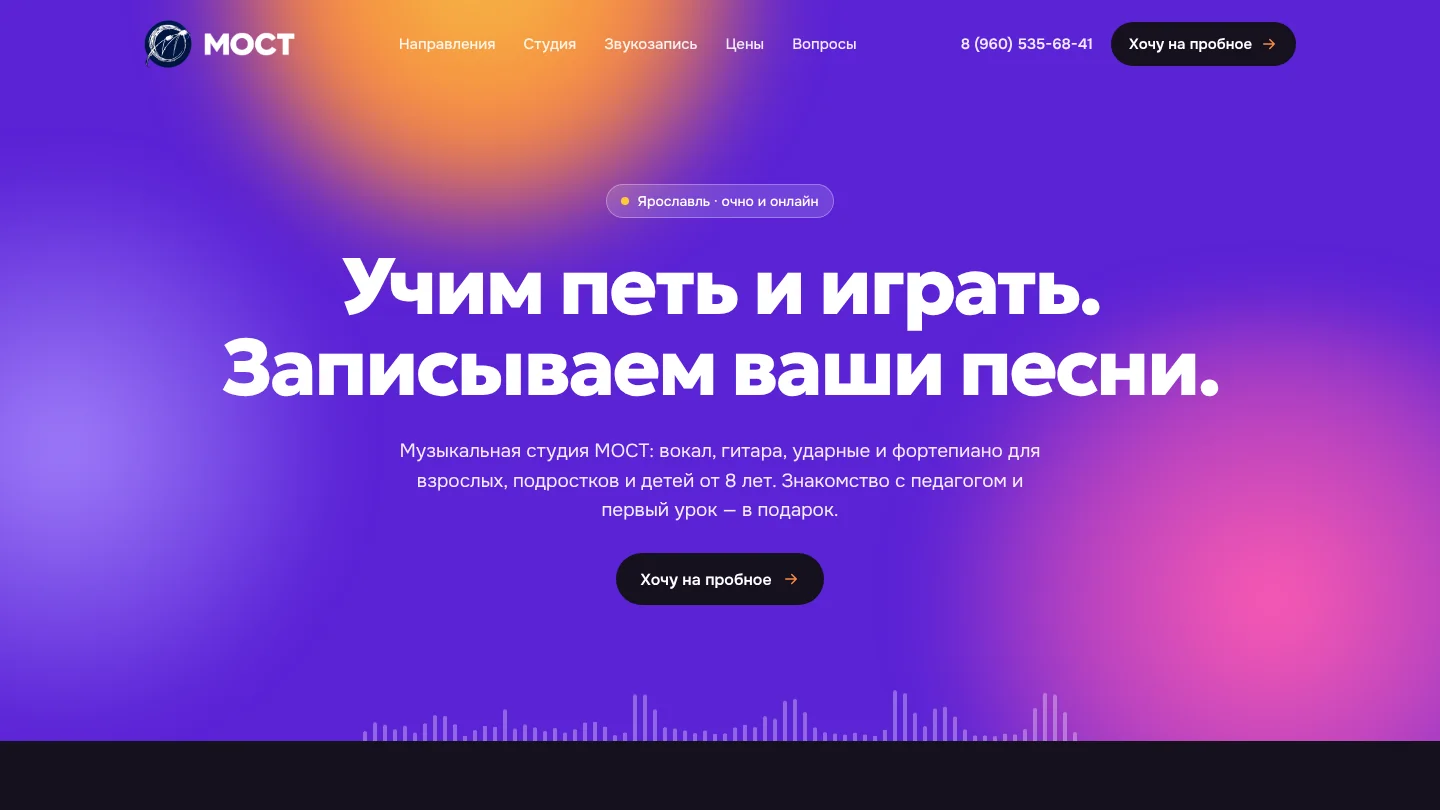 МОСТ
Направления
Студия
Звукозапись
Цены
Вопросы
8 (960) 535-68-41
Хочу на пробное →
Ярославль · очно и онлайн
Учим петь и играть.
Записываем ваши песни.
Музыкальная студия МОСТ: вокал, гитара, ударные и фортепиано для
взрослых, подростков и детей от 8 лет. Знакомство с педагогом и
первый урок — в подарок.
Хочу на пробное →